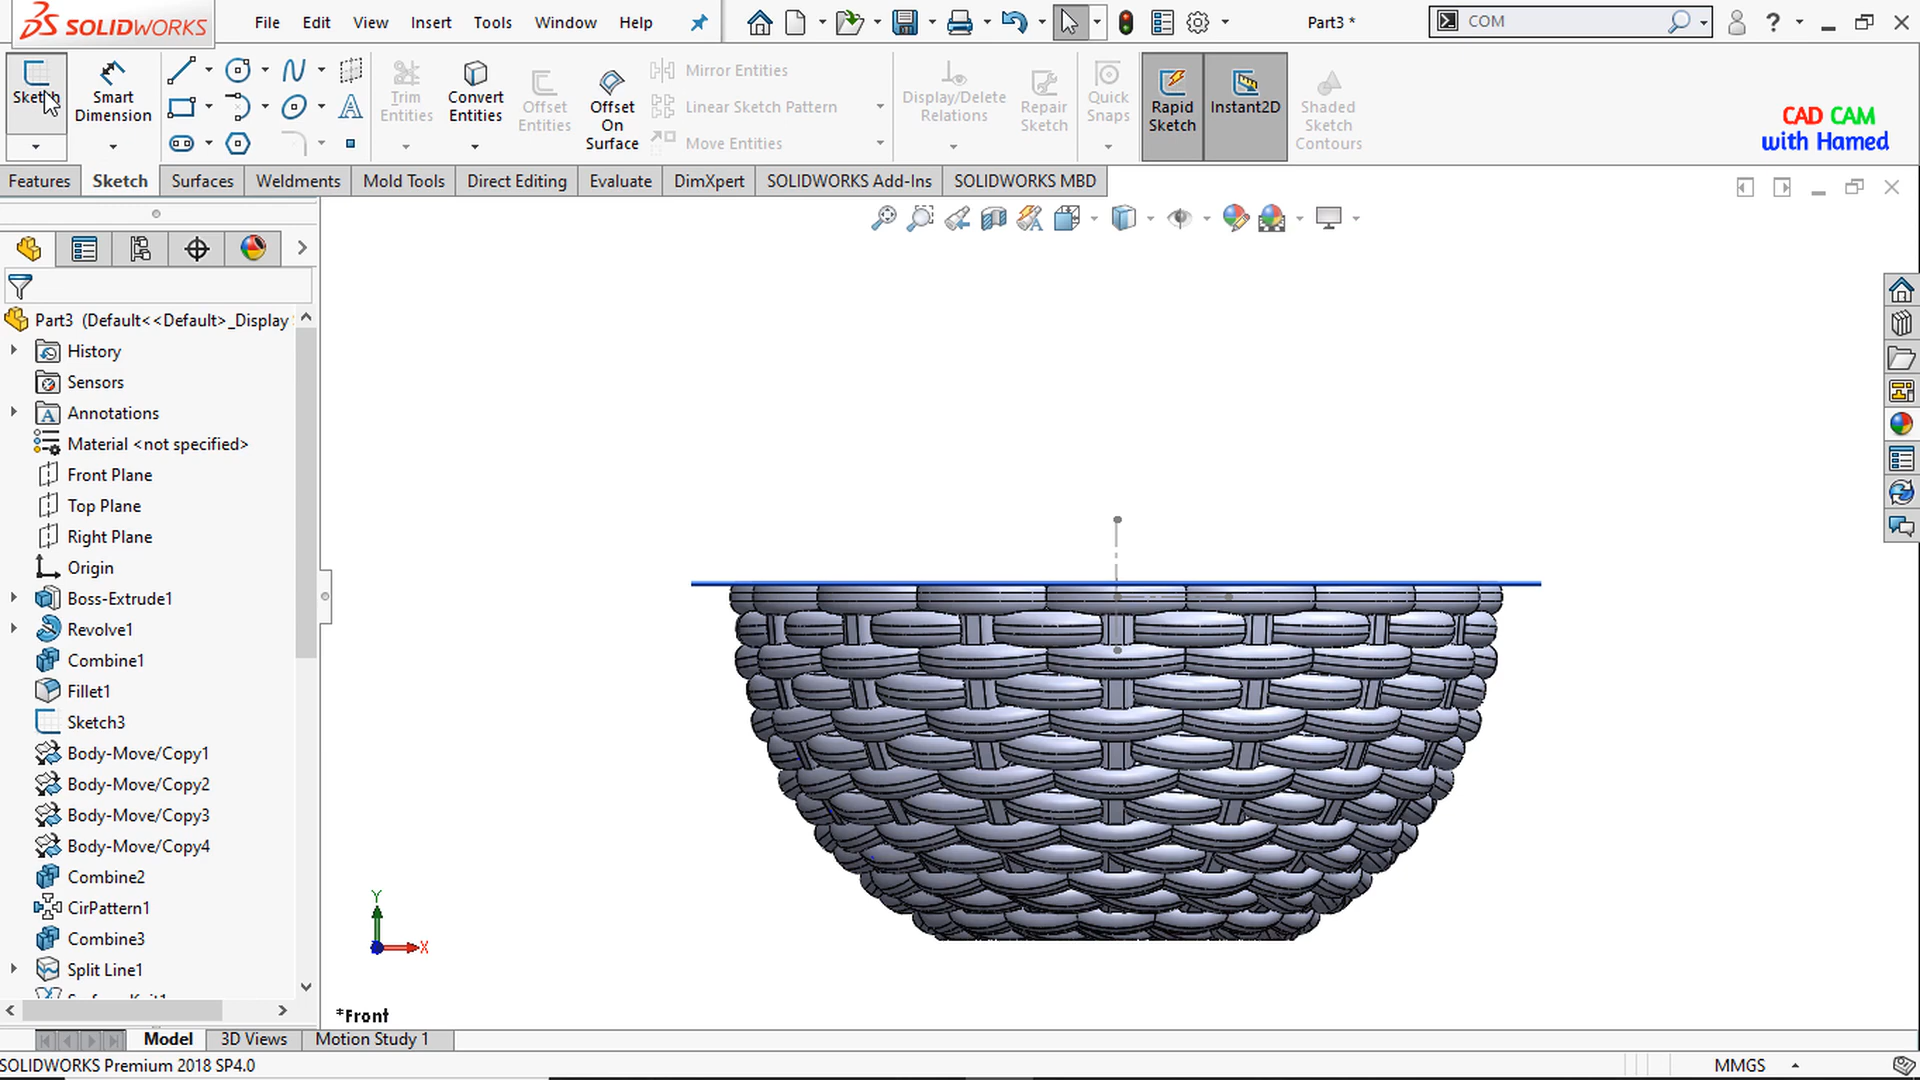 SOLIDWORKS File Edit View Insert Tools Window Help Part3 * COM ?
Sketch Smart Dimension Trim Entities Convert Entities Offset Entities Offset On Surface Mirror Entities Linear Sketch Pattern Move Entities Display/Delete Relations Repair Sketch Quick Snaps Rapid Sketch Instant2D Shaded Sketch Contours
CAD CAM
with Hamed
Features Sketch Surfaces Weldments Mold Tools Direct Editing Evaluate DimXpert SOLIDWORKS Add-Ins SOLIDWORKS MBD
Part3 (Default<<Default>_Display
History
Sensors
Annotations
Material <not specified>
Front Plane
Top Plane
Right Plane
Origin
Boss-Extrude1
Revolve1
Combine1
Fillet1
Sketch3
Body-Move/Copy1
Body-Move/Copy2
Body-Move/Copy3
Body-Move/Copy4
Combine2
CirPattern1
Combine3
Split Line1
Y
X
*Front
Model 3D Views Motion Study 1
SOLIDWORKS Premium 2018 SP4.0 MMGS